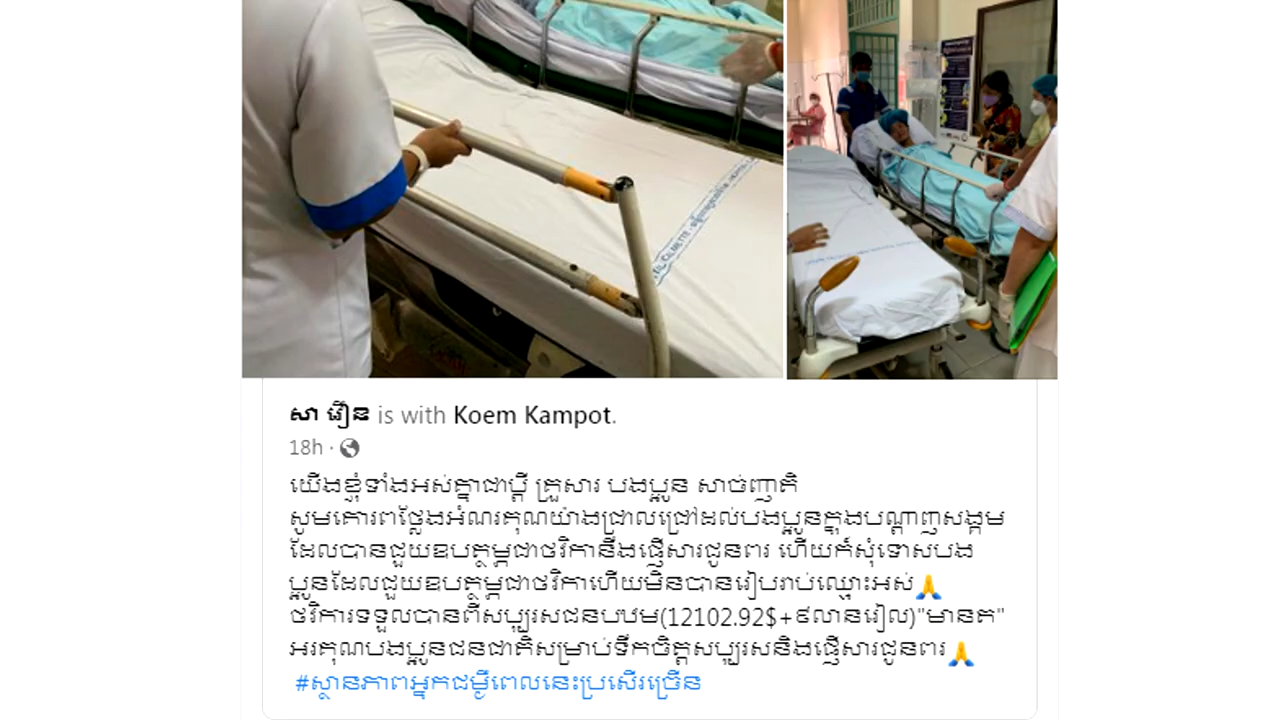 សា រឿន is with Koem Kampot.
18h
យើងខ្ញុំទាំងអស់គ្នាជាប្ដី គ្រួសារ បងប្អូន សាច់ញាតិ
សូមគោរពថ្លែងអំណរគុណយ៉ាងជ្រាលជ្រៅដល់បងប្អូនក្នុងបណ្ដាញសង្គម
ដែលបានជួយឧបត្ថម្ភជាថវិកានិងផ្ញើសារជូនពរ ហើយក៏សុំទោសបង
ប្អូនដែលជួយឧបត្ថម្ភជាថវិកាហើយមិនបានរៀបរាប់ឈ្មោះអស់🙏
ថវិការទទួលបានពីសប្បុរសជនបឋម(12102.92$+៩លានរៀល)"មានត"
អរគុណបងប្អូនជនជាតិសម្រាប់ទឹកចិត្តសប្បុរសនិងផ្ញើសារជូនពរ🙏
#ស្ថានភាពអ្នកជម្ងឺពេលនេះប្រសើរច្រើន